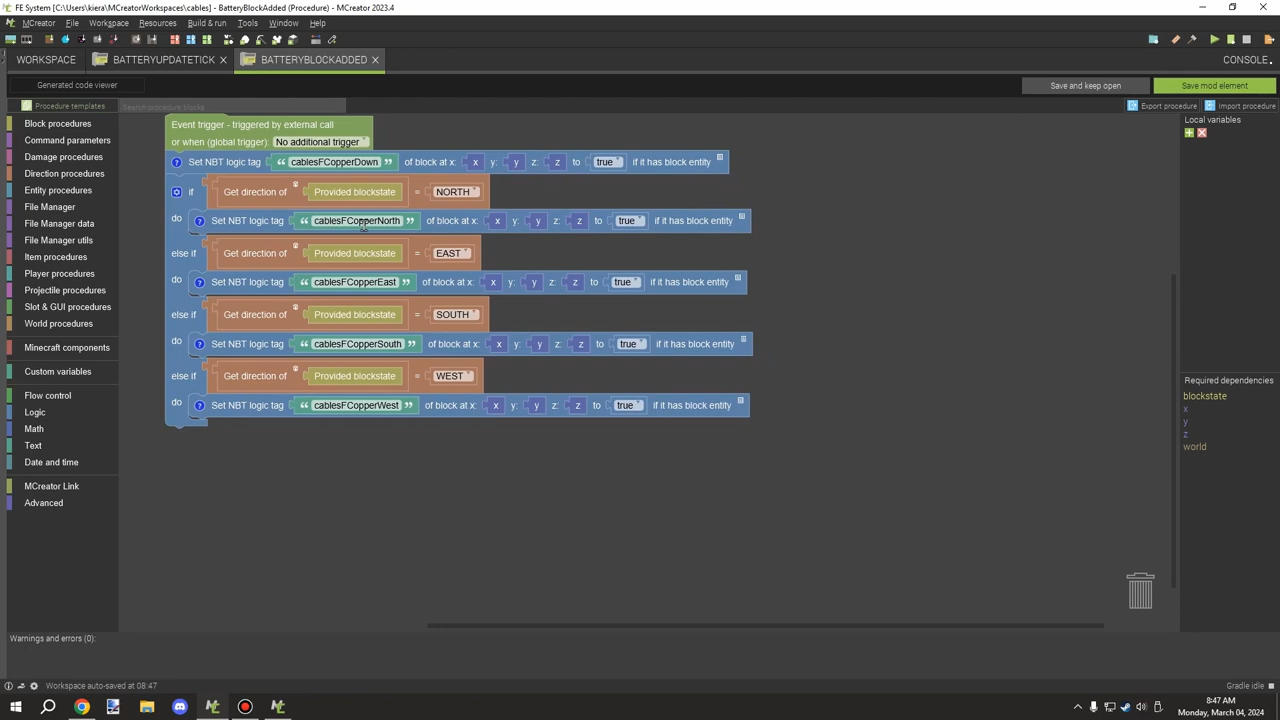 FE System [C:\Users\kiera\MCreatorWorkspaces\cables] - BatteryBlockAdded (Procedure) - MCreator 2023.4
MCreator File Workspace Resources Build & run Tools Window Help
WORKSPACE BATTERYUPDATETICK BATTERYBLOCKADDED CONSOLE
Generated code viewer Save and keep open Save mod element
Procedure templates Search procedure blocks Export procedure Import procedure
Block procedures
Command parameters
Damage procedures
Direction procedures
Entity procedures
File Manager
File Manager data
File Manager utils
Item procedures
Player procedures
Projectile procedures
Slot & GUI procedures
World procedures
Minecraft components
Custom variables
Flow control
Logic
Math
Text
Date and time
MCreator Link
Advanced
Event trigger - triggered by external call
or when (global trigger): No additional trigger
Set NBT logic tag “ cablesFCopperDown ” of block at x: x y: y z: z to true if it has block entity
if Get direction of Provided blockstate = NORTH
do Set NBT logic tag “ cablesFCopperNorth ” of block at x: x y: y z: z to true if it has block entity
else if Get direction of Provided blockstate = EAST
do Set NBT logic tag “ cablesFCopperEast ” of block at x: x y: y z: z to true if it has block entity
else if Get direction of Provided blockstate = SOUTH
do Set NBT logic tag “ cablesFCopperSouth ” of block at x: x y: y z: z to true if it has block entity
else if Get direction of Provided blockstate = WEST
do Set NBT logic tag “ cablesFCopperWest ” of block at x: x y: y z: z to true if it has block entity
Local variables
Required dependencies
blockstate
x
y
z
world
Warnings and errors (0):
Workspace auto-saved at 08:47 Gradle idle
8:47 AM
Monday, March 04, 2024